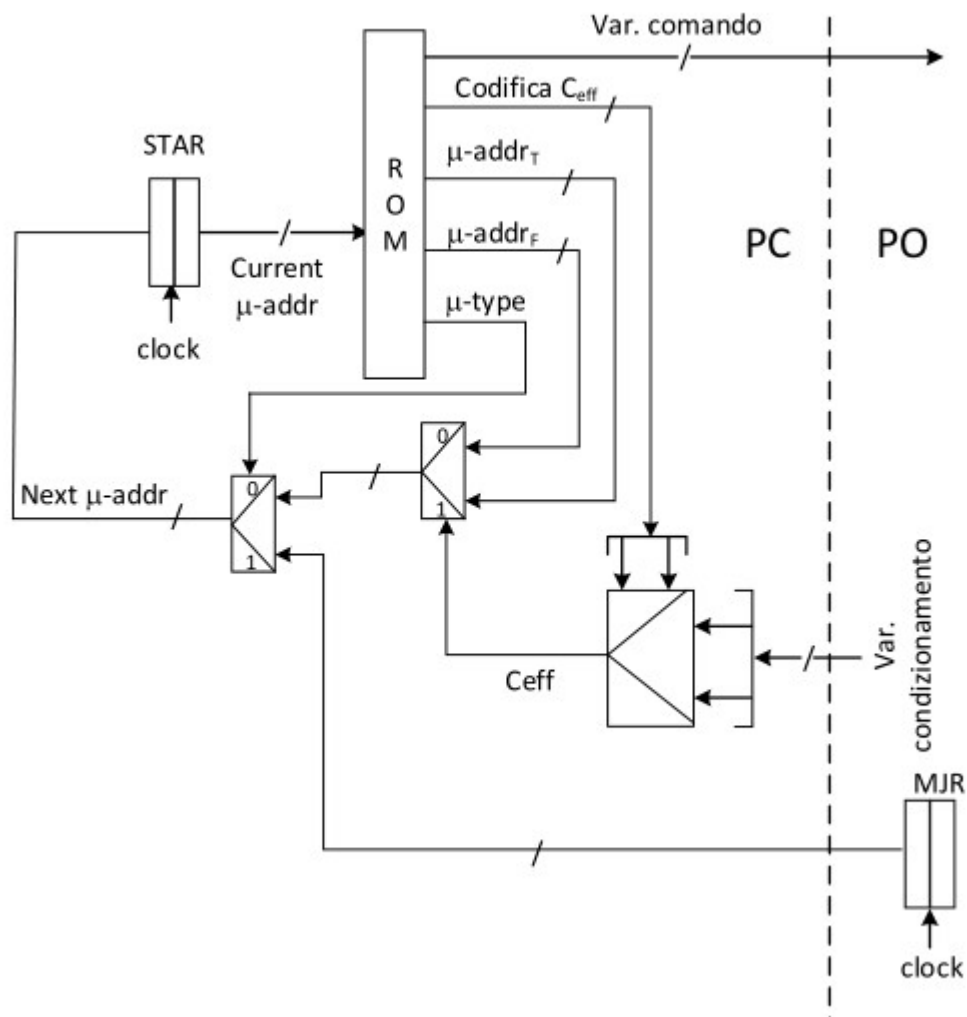 Var. comando
Codifica Ceff
STAR
μ-addrT
R
O
M
μ-addrF
PC
PO
Current
μ-addr
μ-type
clock
0
1
Next μ-addr
0
1
Ceff
Var.
condizionamento
MJR
clock